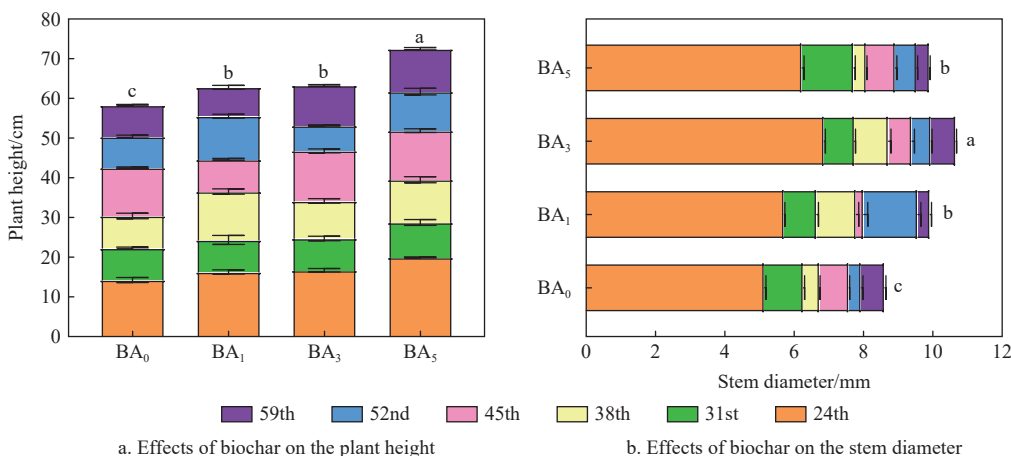 80
70
60
50
40
30
20
10
0
Plant height/cm
c
b
b
a
BA₀
BA₁
BA₃
BA₅
BA₅
BA₃
BA₁
BA₀
b
a
b
c
0 2 4 6 8 10 12
Stem diameter/mm
59th 52nd 45th 38th 31st 24th
a. Effects of biochar on the plant height
b. Effects of biochar on the stem diameter